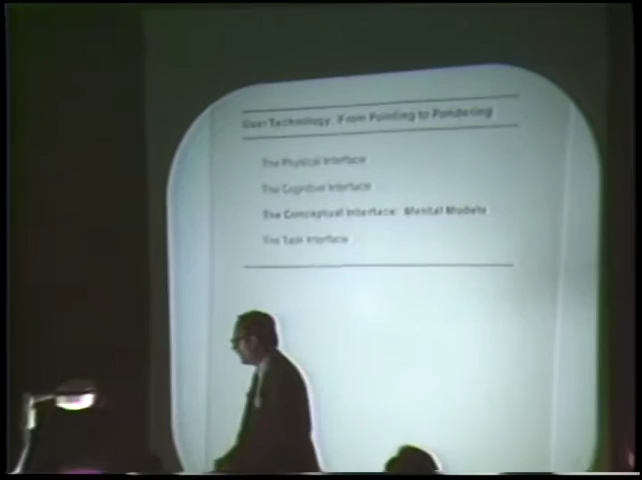 User Technology: From Pointing to Pondering
The Physical Interface
The Cognitive Interface
The Conceptual Interface: Mental Models
The Task Interface